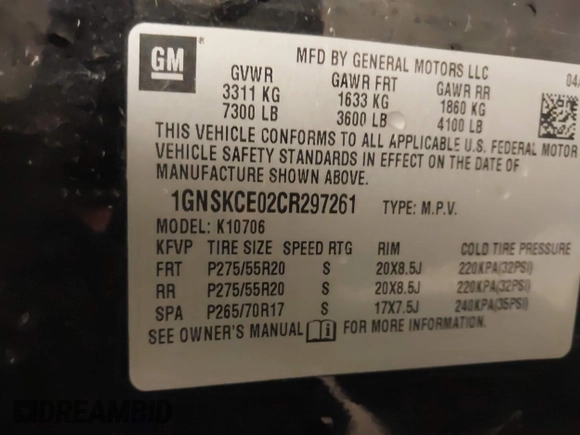 GM
MFD BY GENERAL MOTORS LLC
04/
GVWR GAWR FRT GAWR RR
3311 KG 1633 KG 1860 KG
7300 LB 3600 LB 4100 LB
THIS VEHICLE CONFORMS TO ALL APPLICABLE U.S. FEDERAL MOTOR
VEHICLE SAFETY STANDARDS IN EFFECT ON THE DATE OF
MANUFACTURE SHOWN ABOVE.
1GNSKCE02CR297261 TYPE: M.P.V.
MODEL: K10706
KFVP TIRE SIZE SPEED RTG RIM COLD TIRE PRESSURE
FRT P275/55R20 S 20X8.5J 220KPA(32PSI)
RR P275/55R20 S 20X8.5J 220KPA(32PSI)
SPA P265/70R17 S 17X7.5J 240KPA(35PSI)
SEE OWNER'S MANUAL FOR MORE INFORMATION.
DREAMBID